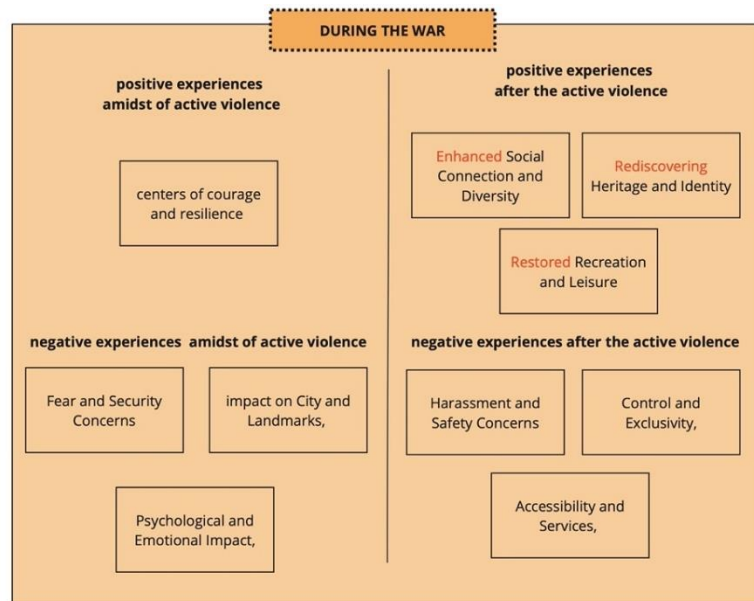 DURING THE WAR
positive experiences
amidst of active violence
centers of courage
and resilience
positive experiences
after the active violence
Enhanced Social
Connection and
Diversity
Rediscovering
Heritage and Identity
Restored Recreation
and Leisure
negative experiences amidst of active violence
Fear and Security
Concerns
impact on City and
Landmarks,
Psychological and
Emotional Impact,
negative experiences after the active violence
Harassment and
Safety Concerns
Control and
Exclusivity,
Accessibility and
Services,